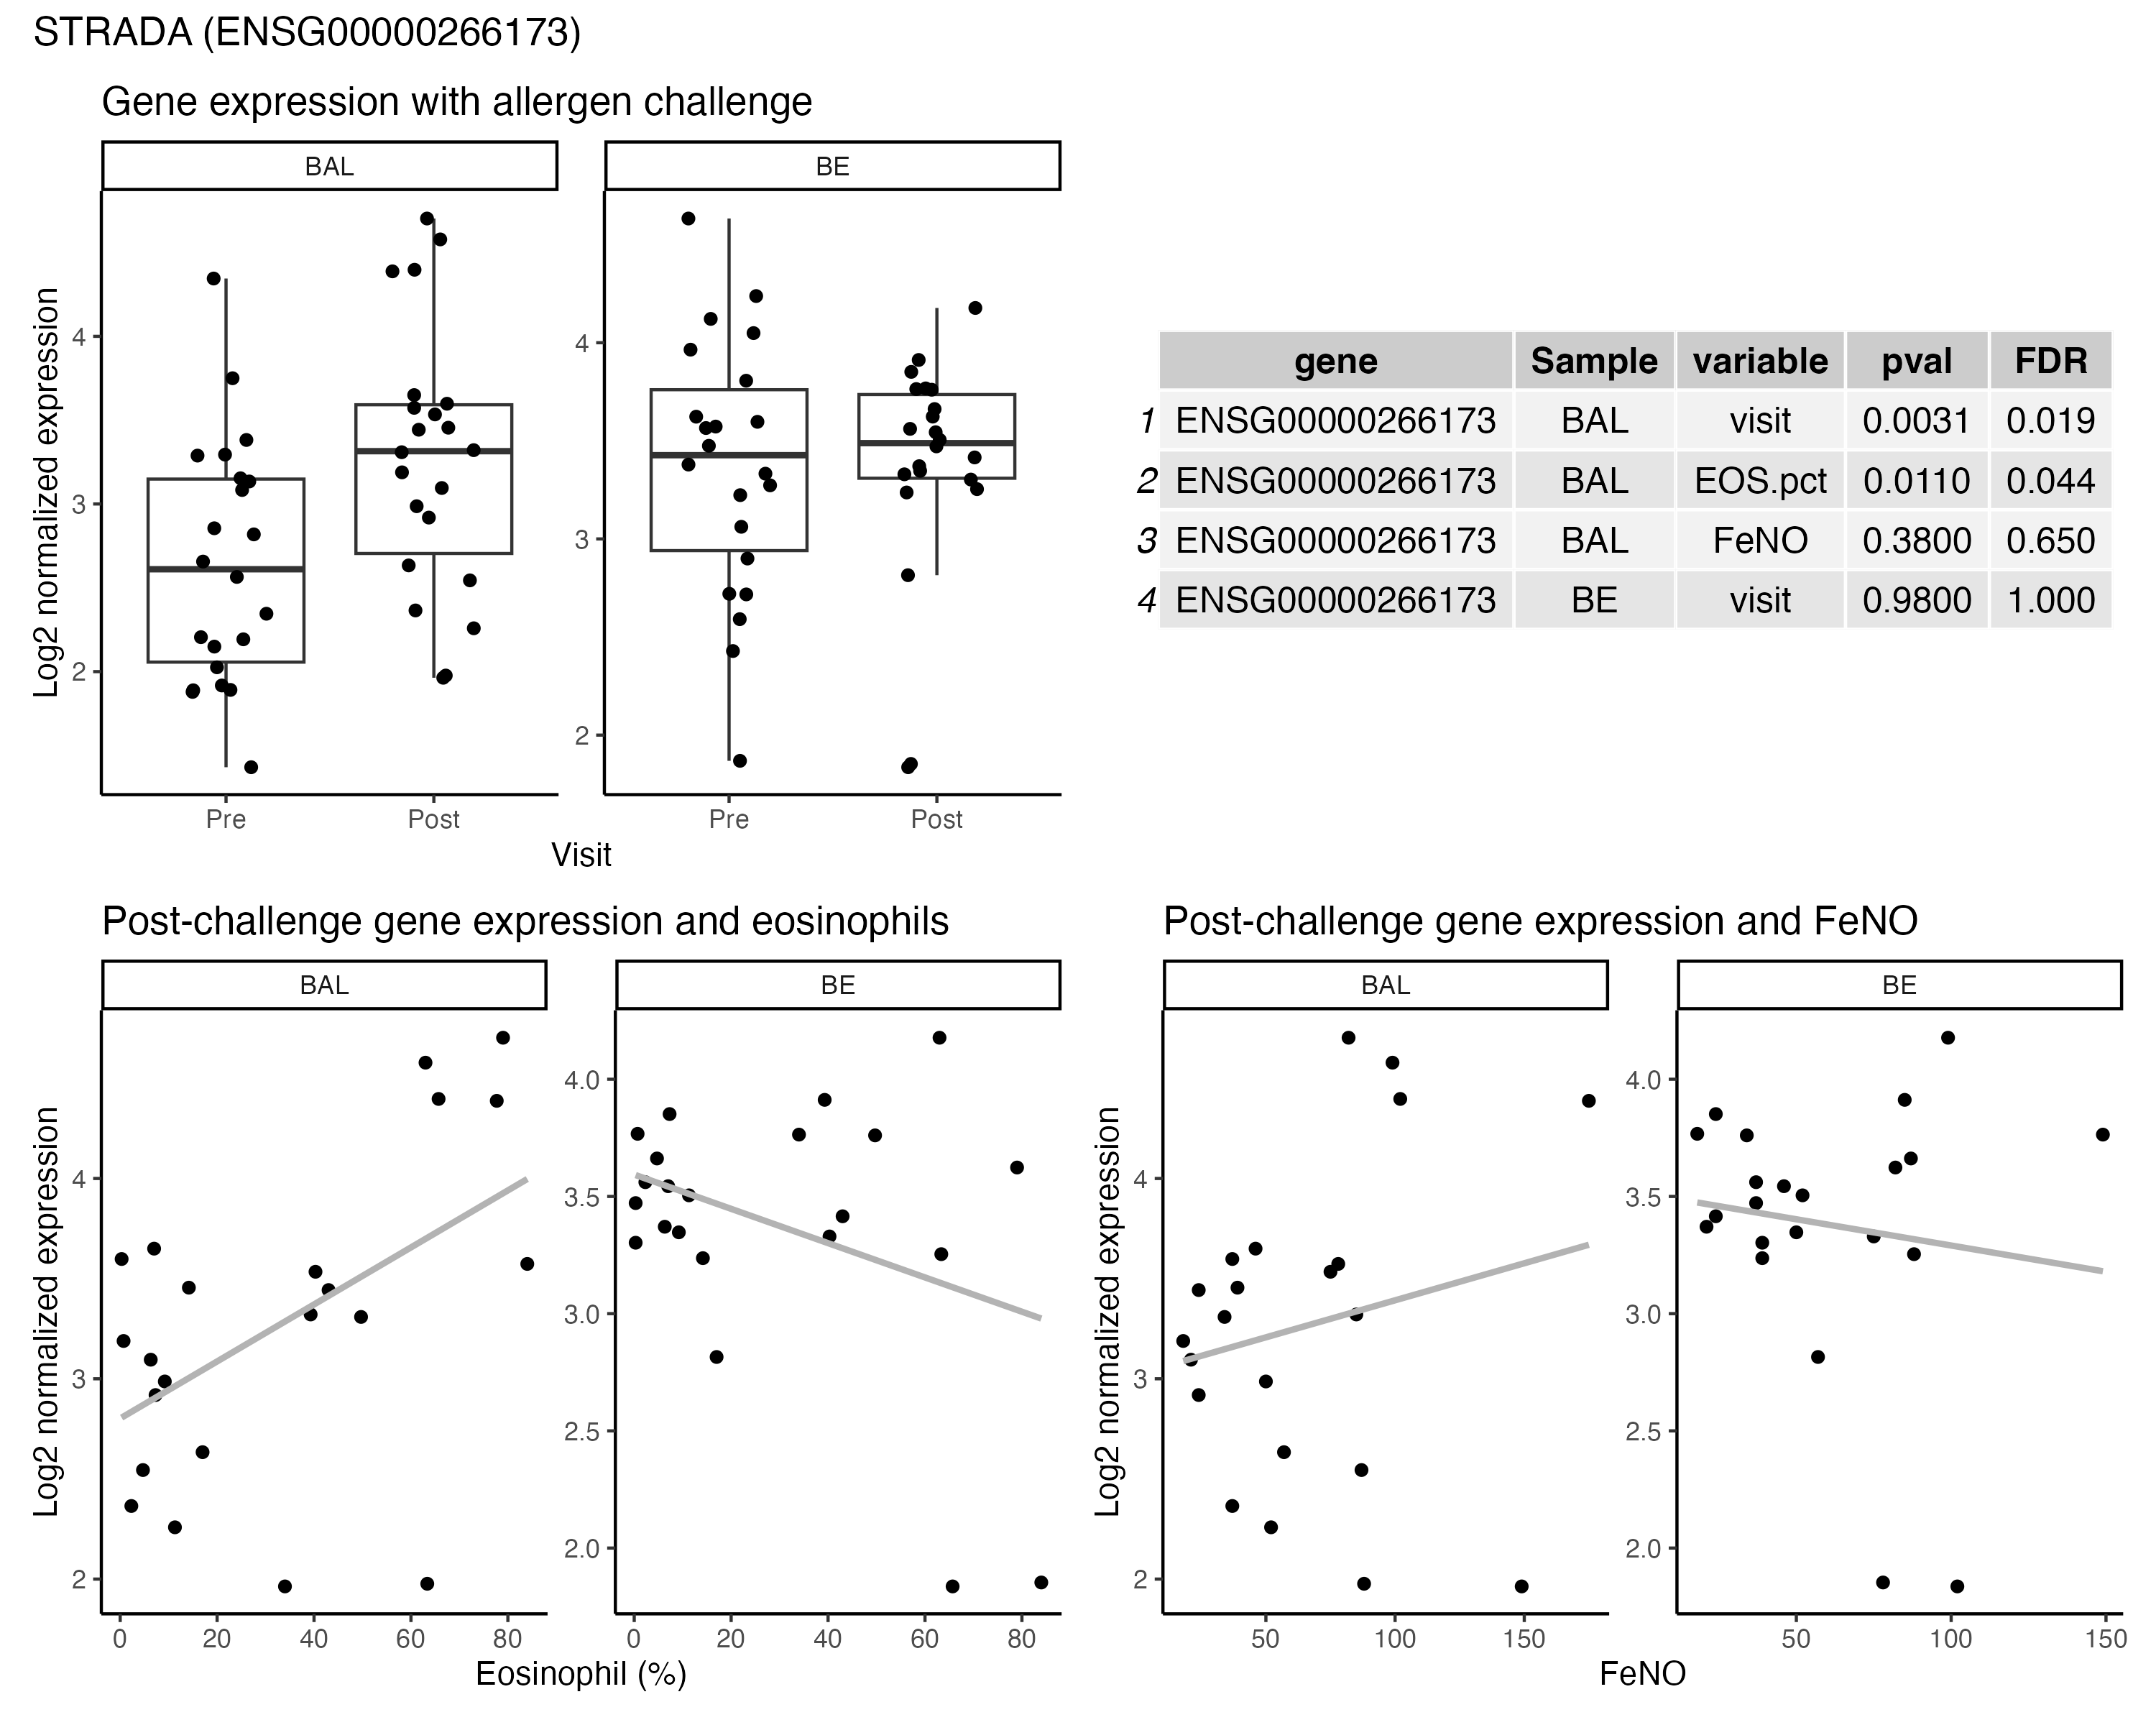 STRADA (ENSG00000266173)
Gene expression with allergen challenge
BAL BE
Log2 normalized expression
4
3
2
4
3
2
Pre Post Pre Post
Visit
gene Sample variable pval FDR
1 ENSG00000266173 BAL visit 0.0031 0.019
2 ENSG00000266173 BAL EOS.pct 0.0110 0.044
3 ENSG00000266173 BAL FeNO 0.3800 0.650
4 ENSG00000266173 BE visit 0.9800 1.000
Post-challenge gene expression and eosinophils
BAL BE
Log2 normalized expression
4
3
2
4.0
3.5
3.0
2.5
2.0
0 20 40 60 80 0 20 40 60 80
Eosinophil (%)
Post-challenge gene expression and FeNO
BAL BE
Log2 normalized expression
4
3
2
4.0
3.5
3.0
2.5
2.0
50 100 150 50 100 150
FeNO